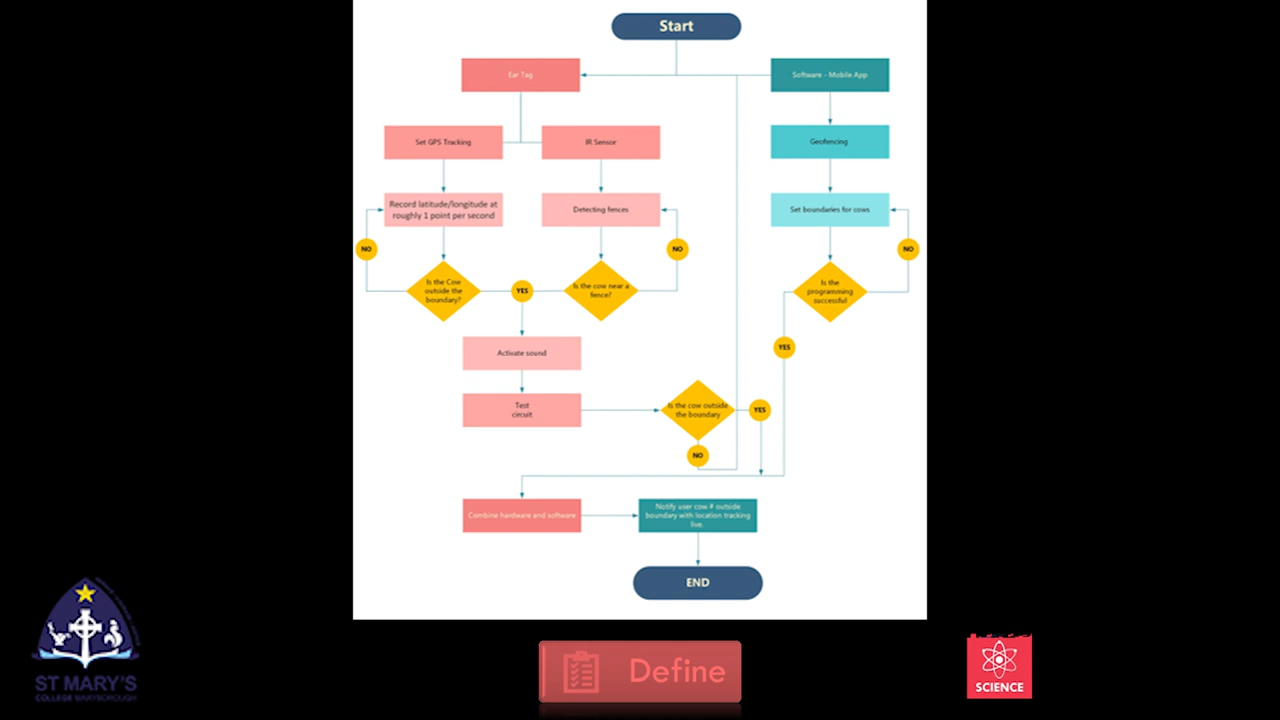 Start
Ear Tag
Software - Mobile App
Set GPS Tracking
IR Sensor
Geofencing
Record latitude/longitude at
roughly 1 point per second
Detecting fences
Set boundaries for cows
NO
NO
NO
Is the Cow
outside the
boundary?
YES
Is the cow near a
fence?
Is the
programming
successful
YES
Activate sound
Test
circuit
Is the cow outside
the boundary
YES
NO
Combine hardware and software
Notify user cow # outside
boundary with location tracking
live.
END
Define
ST MARY'S
COLLEGE MARYBOROUGH
SCIENCE